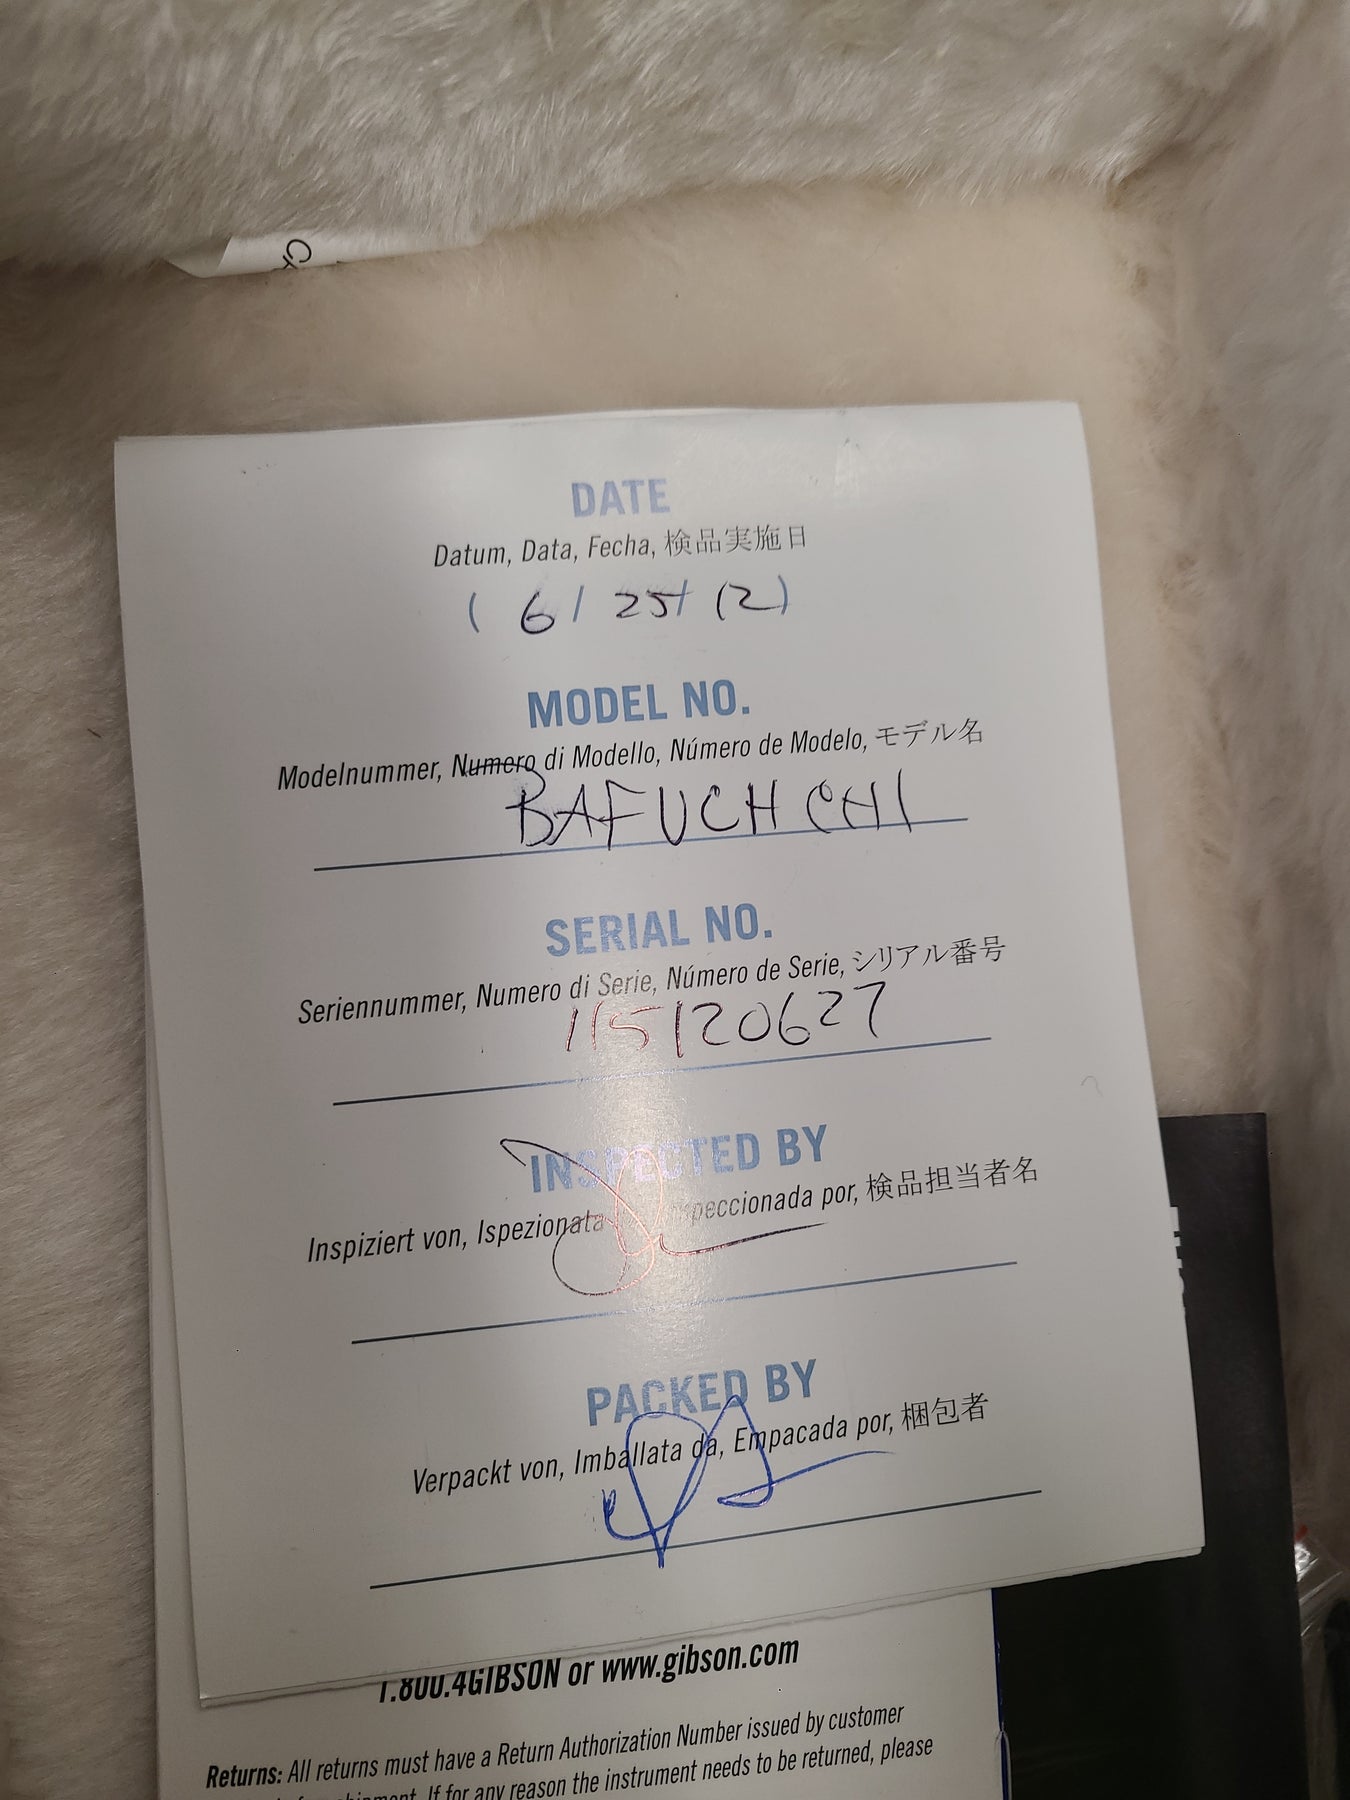 DATE
Datum, Data, Fecha, 検品実施日
( 6 / 25 / (2)
MODEL NO.
Modelnummer, Numero di Modello, Número de Modelo, モデル名
BAFUCH CH1
SERIAL NO.
Seriennummer, Numero di Serie, Número de Serie, シリアル番号
115120627
INSPECTED BY
Inspiziert von, Ispezionata Inspeccionada por, 検品担当者名
PACKED BY
Verpackt von, Imballata da, Empacada por, 梱包者
1.800.4GIBSON or www.gibson.com
Returns: All returns must have a Return Authorization Number issued by customer
shipment. If for any reason the instrument needs to be returned, please